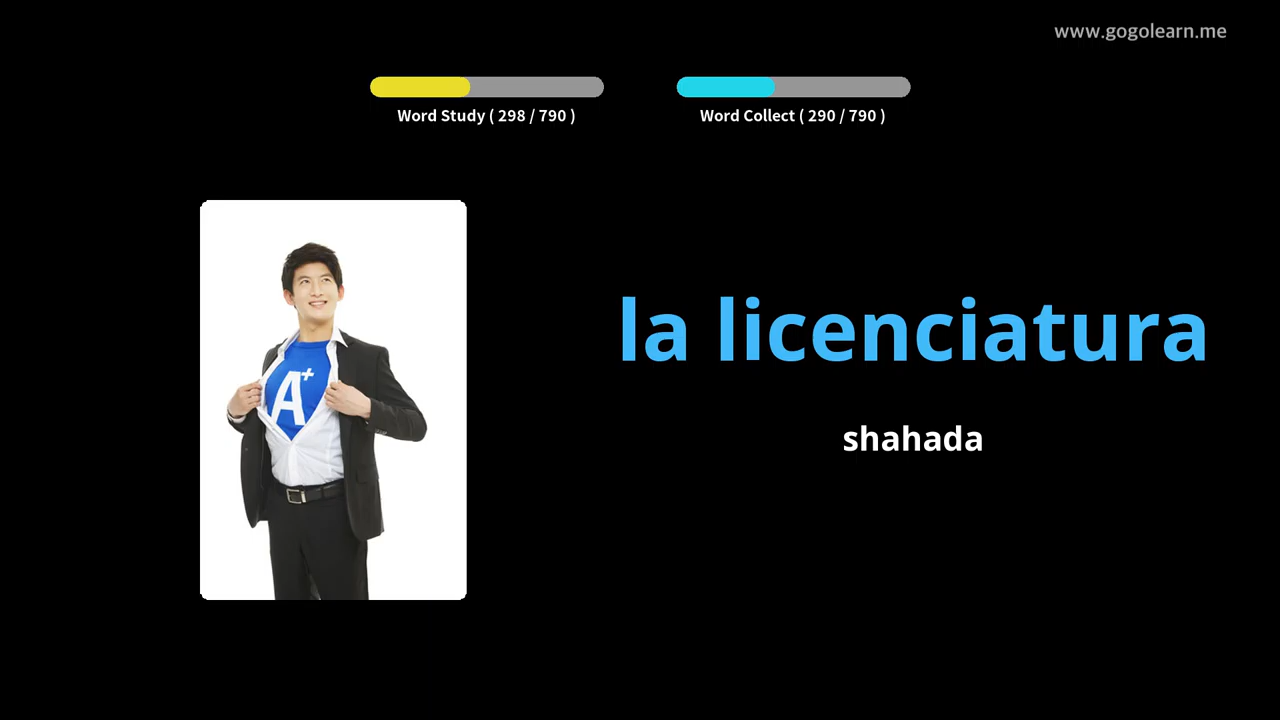 www.gogolearn.me
Word Study ( 298 / 790 )
Word Collect ( 290 / 790 )
A+
la licenciatura
shahada